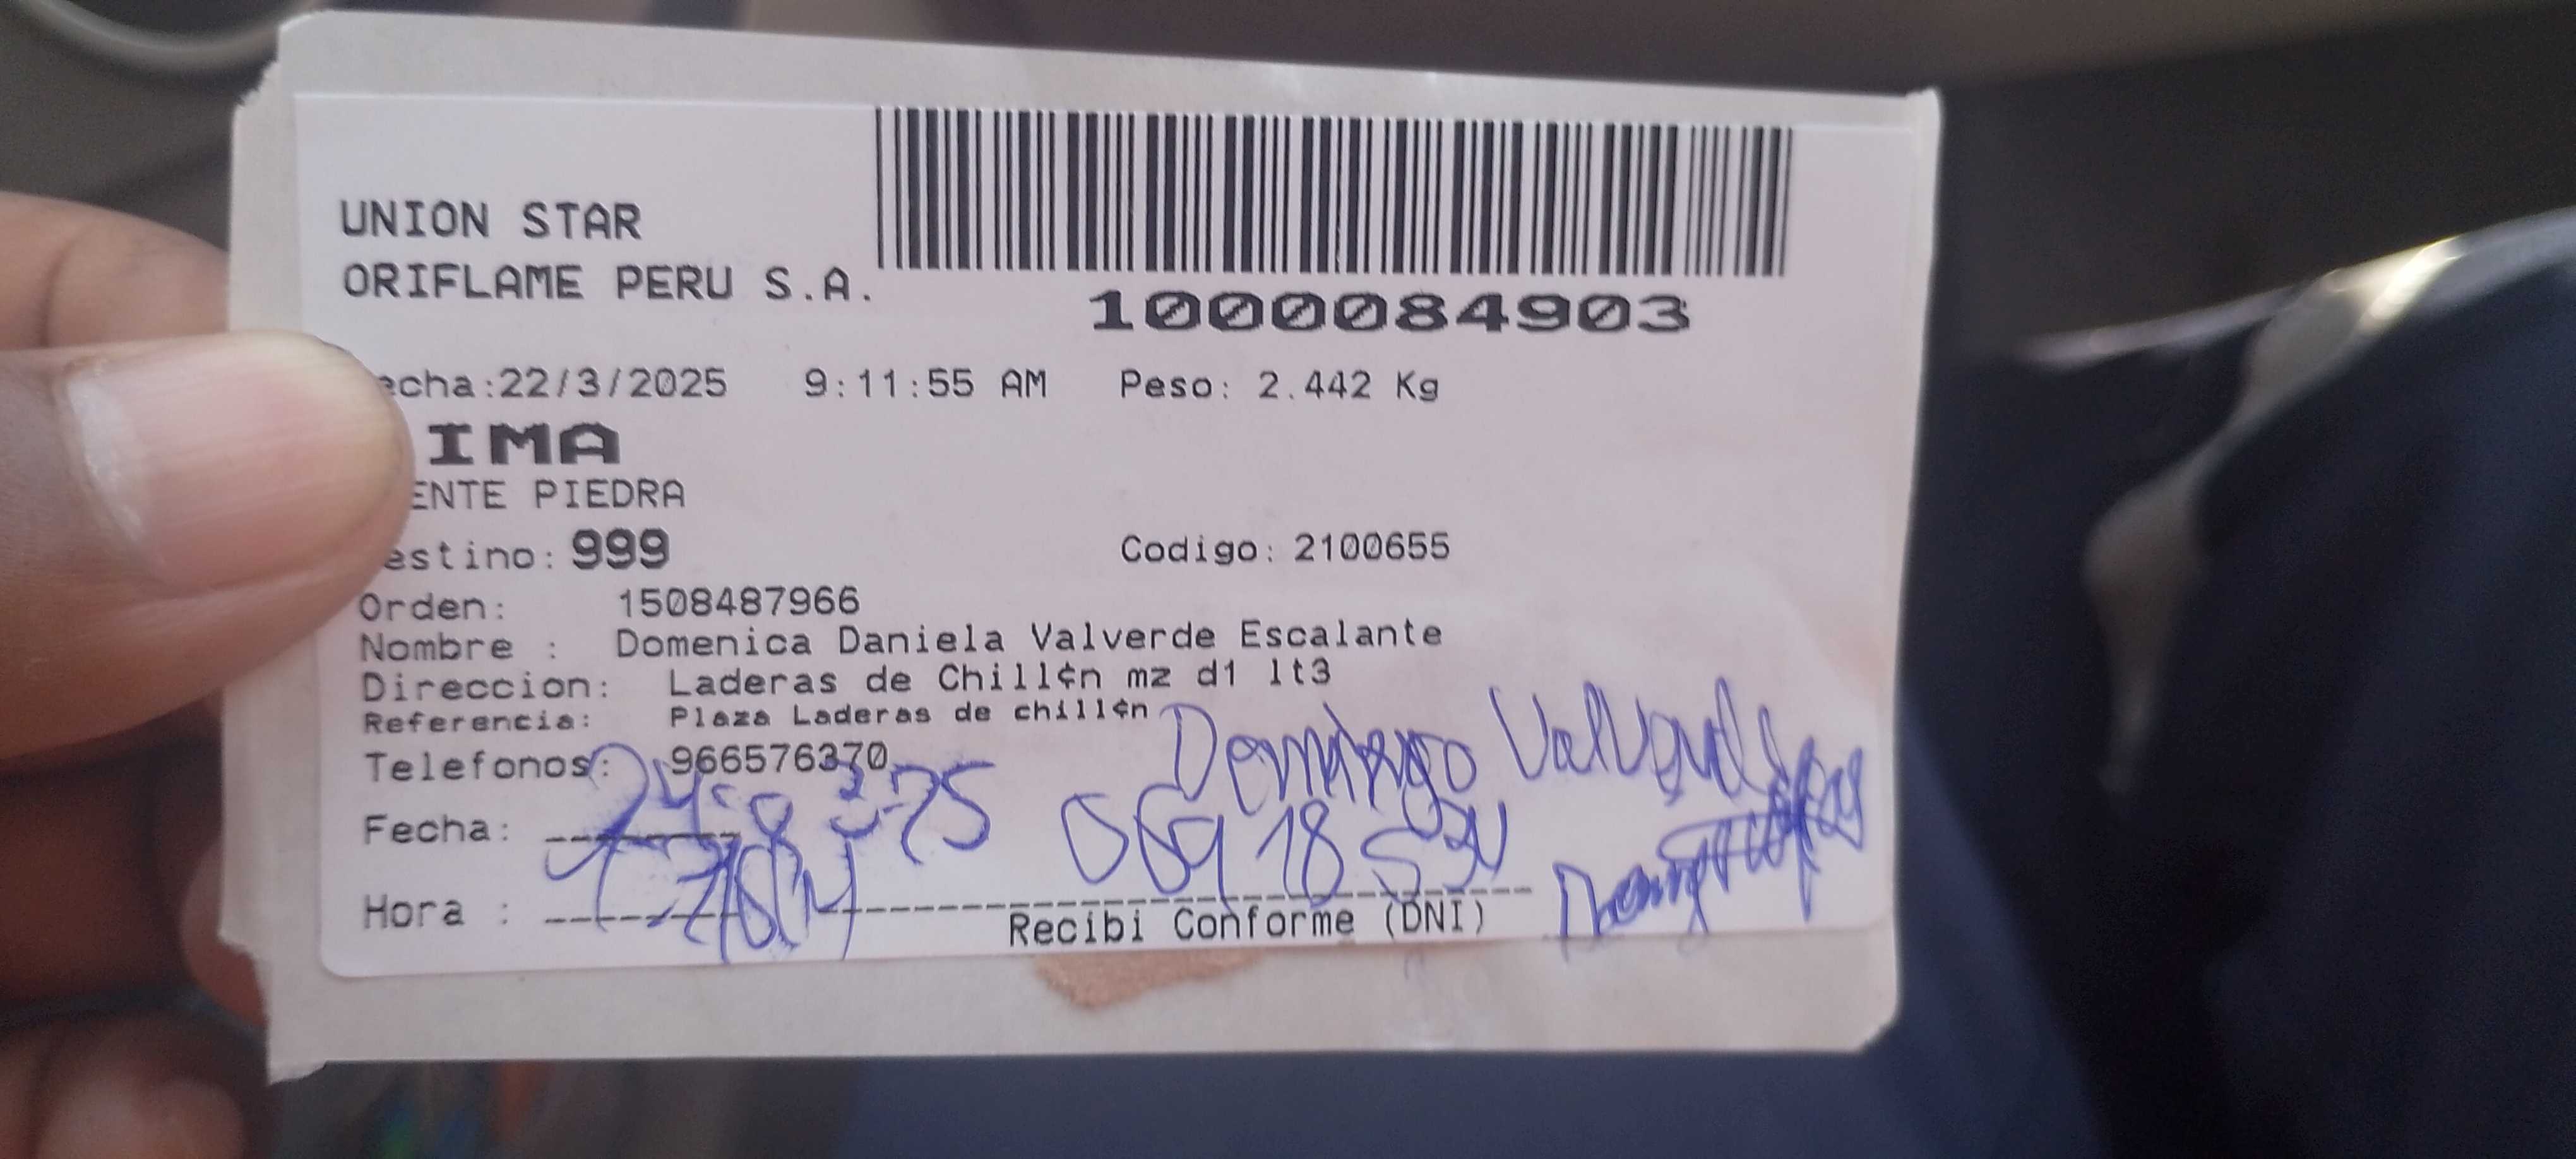 UNION STAR
ORIFLAME PERU S.A.
1000084903
echa:22/3/2025 9:11:55 AM Peso: 2.442 Kg
IMA
ENTE PIEDRA
estino: 999 Codigo: 2100655
Orden: 1508487966
Nombre : Domenica Daniela Valverde Escalante
Direccion: Laderas de Chill¢n mz d1 lt3
Referencia: Plaza Laderas de chill¢n
Telefonos: 966576370
Domingo Valverde
Fecha:
Hora :
Recibi Conforme (DNI)